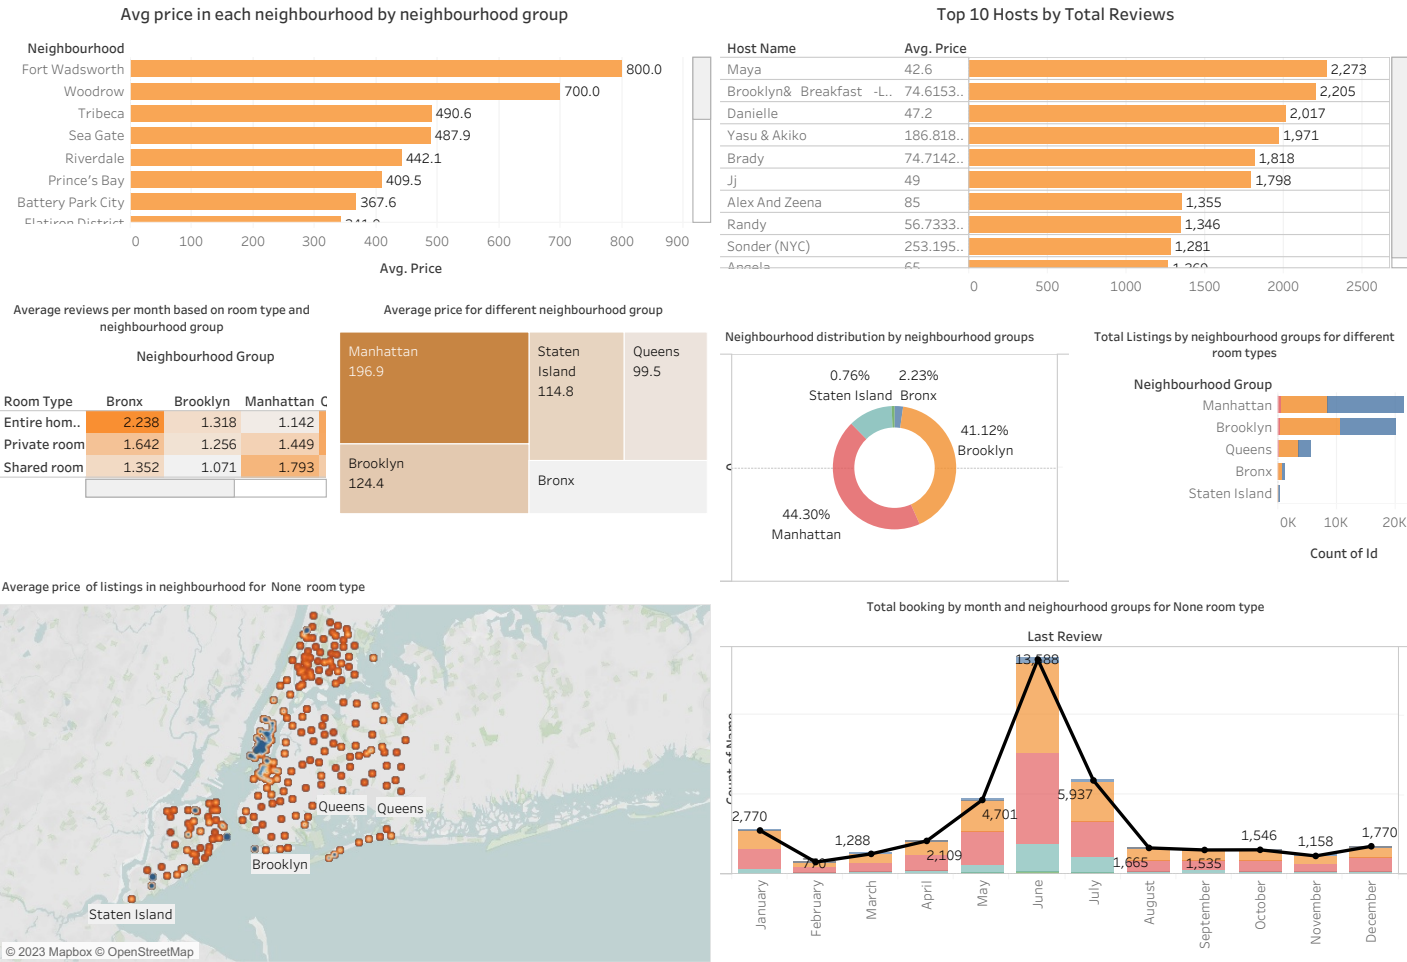 Avg price in each neighbourhood by neighbourhood group
Neighbourhood
Fort Wadsworth 800.0
Woodrow 700.0
Tribeca 490.6
Sea Gate 487.9
Riverdale 442.1
Prince's Bay 409.5
Battery Park City 367.6
Flatiron District 341.9
0 100 200 300 400 500 600 700 800 900
Avg. Price
Top 10 Hosts by Total Reviews
Host Name Avg. Price
Maya 42.6 2,273
Brooklyn& Breakfast -L.. 74.6153.. 2,205
Danielle 47.2 2,017
Yasu & Akiko 186.818.. 1,971
Brady 74.7142.. 1,818
Jj 49 1,798
Alex And Zeena 85 1,355
Randy 56.7333.. 1,346
Sonder (NYC) 253.195.. 1,281
Angela 65 1,269
0 500 1000 1500 2000 2500
Average reviews per month based on room type and
neighbourhood group
Neighbourhood Group
Room Type Bronx Brooklyn Manhattan
Entire hom.. 2.238 1.318 1.142
Private room 1.642 1.256 1.449
Shared room 1.352 1.071 1.793
Average price for different neighbourhood group
Manhattan
196.9
Staten
Island
114.8
Queens
99.5
Brooklyn
124.4
Bronx
Neighbourhood distribution by neighbourhood groups
0.76% 2.23%
Staten Island Bronx
41.12%
Brooklyn
44.30%
Manhattan
Total Listings by neighbourhood groups for different
room types
Neighbourhood Group
Manhattan
Brooklyn
Queens
Bronx
Staten Island
0K 10K 20K
Count of Id
Average price of listings in neighbourhood for None room type
Queens Queens
Brooklyn
Staten Island
© 2023 Mapbox © OpenStreetMap
Total booking by month and neighourhood groups for None room type
Last Review
Count of Name
13,588
5,937
4,701
2,770
770
1,288
2,109
1,665
1,535
1,546
1,158
1,770
January
February
March
April
May
June
July
August
September
October
November
December